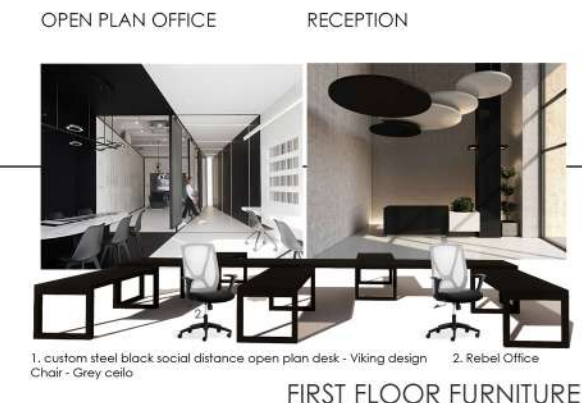 OPEN PLAN OFFICE RECEPTION
2.
1. custom steel black social distance open plan desk - Viking design 2. Rebel Office
Chair - Grey ceilo
FIRST FLOOR FURNITURE